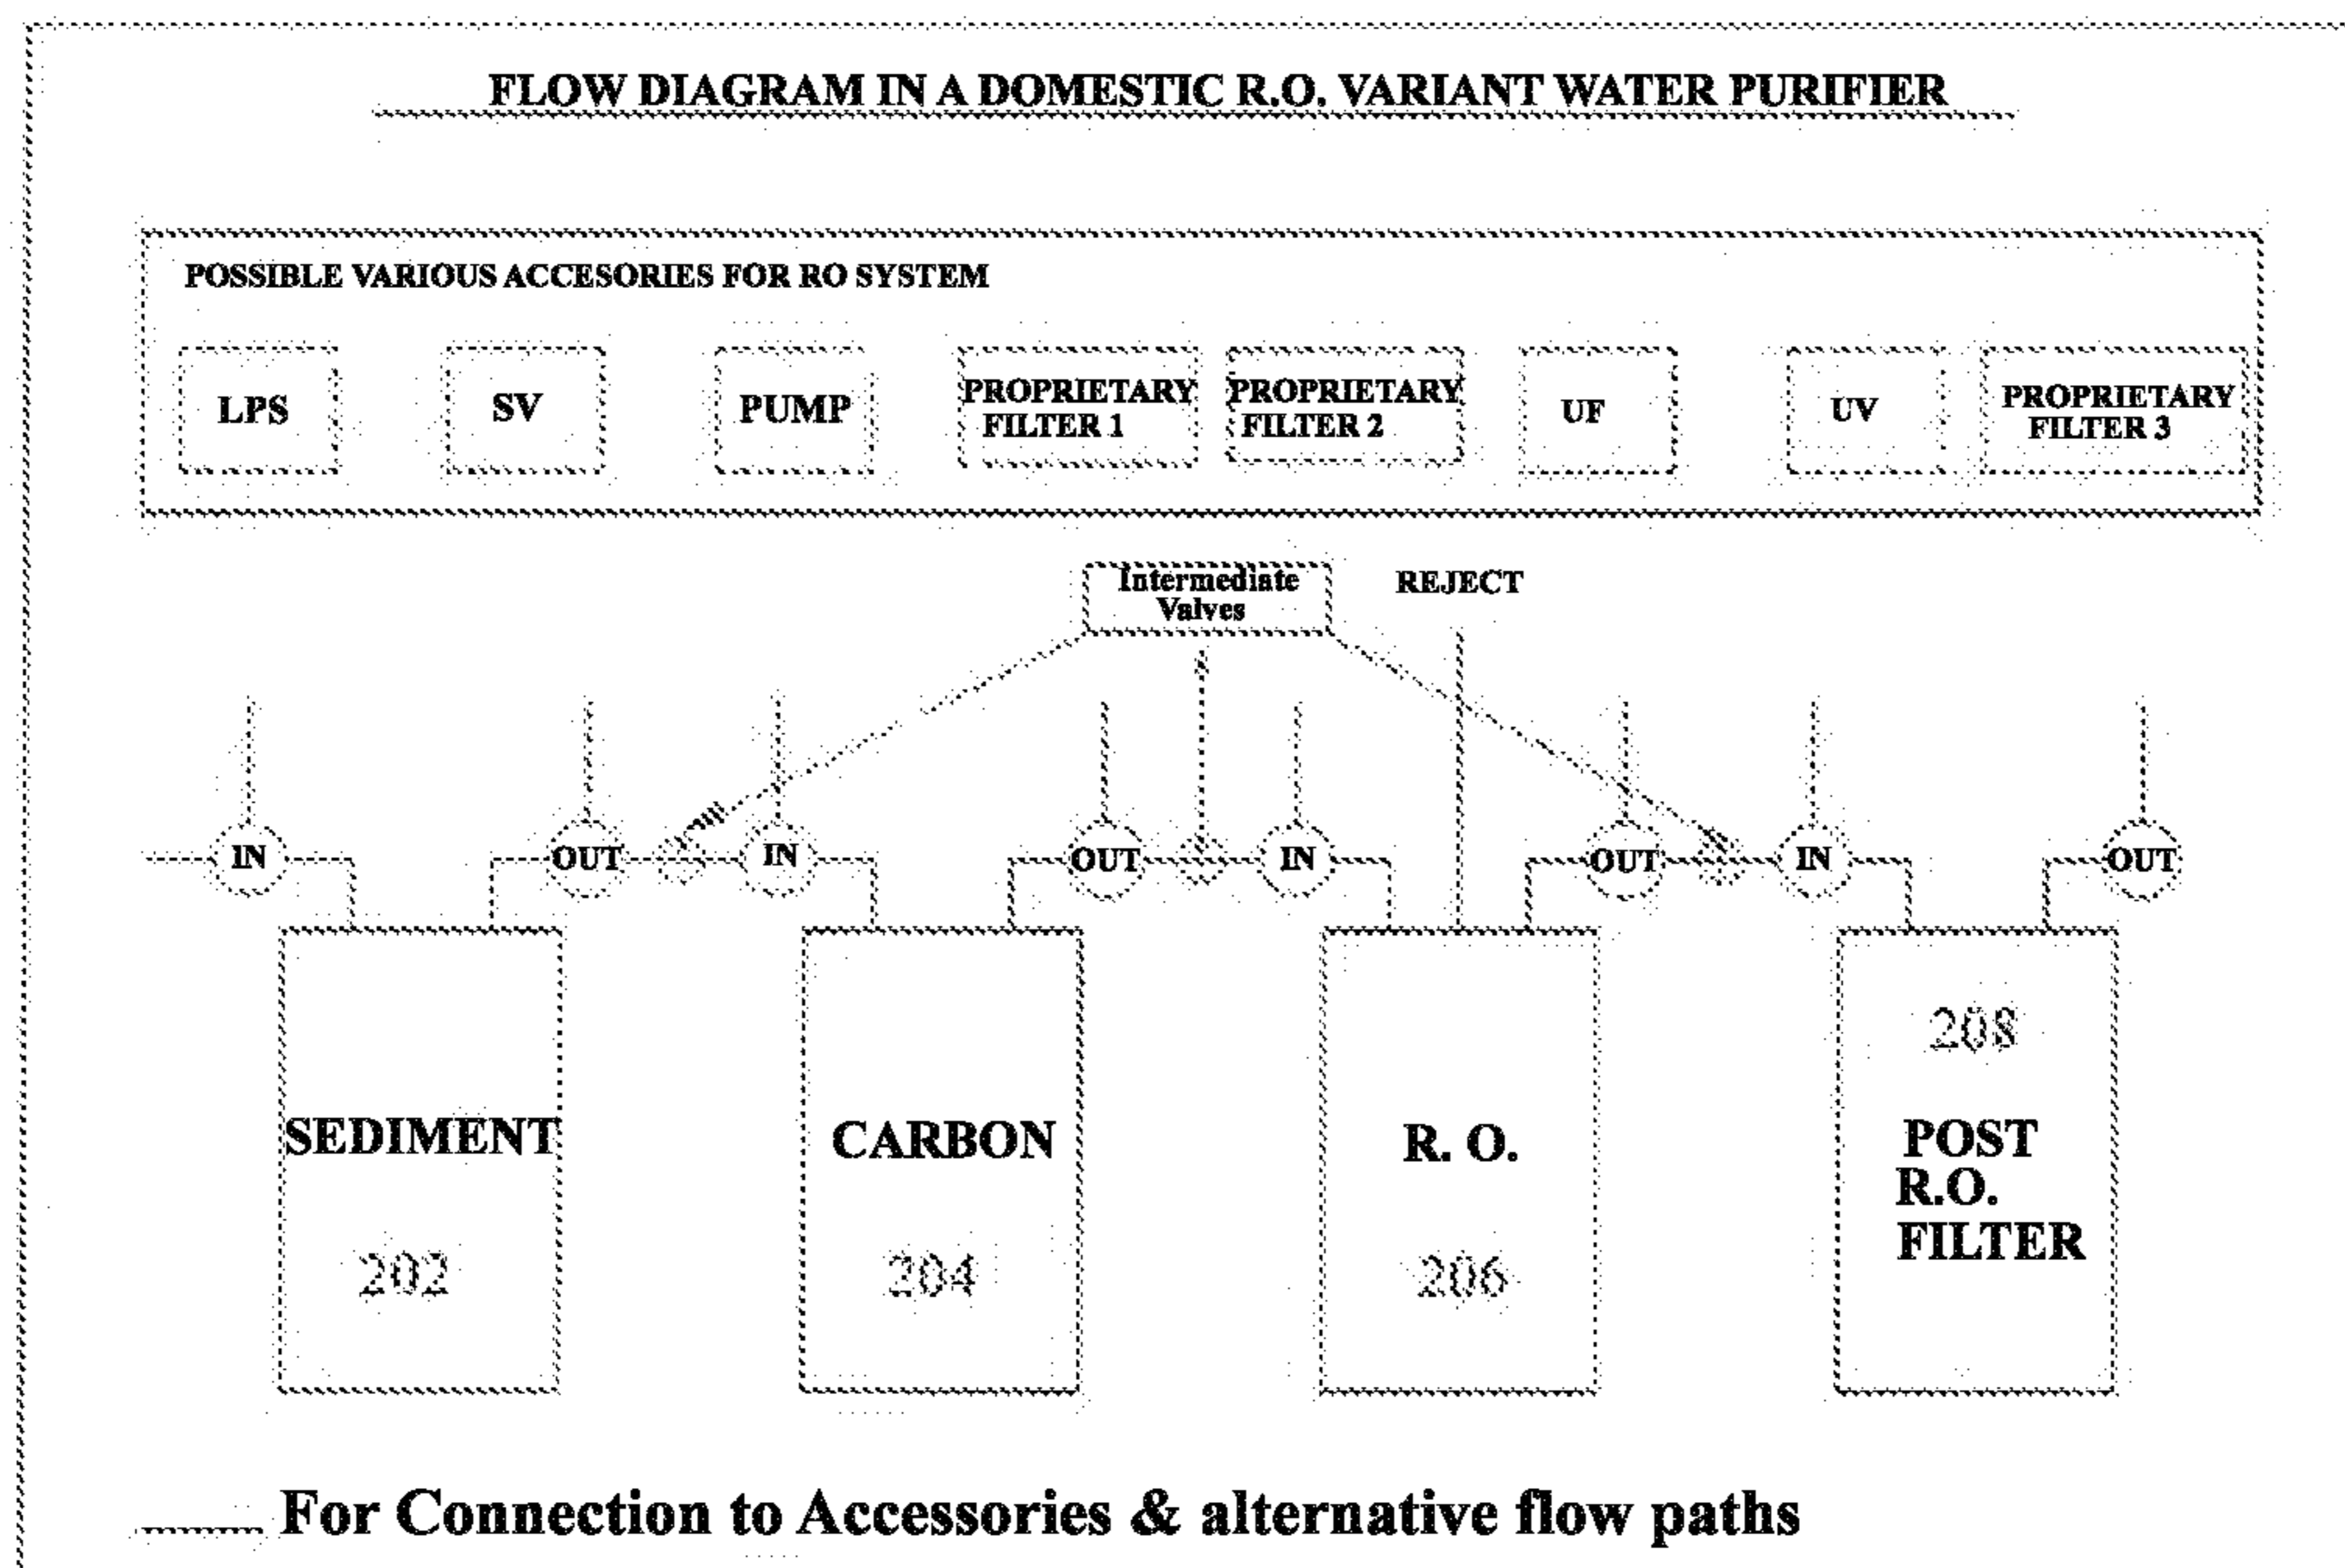 FLOW DIAGRAM IN A DOMESTIC R.O. VARIANT WATER PURIFIER
POSSIBLE VARIOUS ACCESORIES FOR RO SYSTEM
LPS
SV
PUMP
PROPRIETARY
FILTER 1
PROPRIETARY
FILTER 2
UF
UV
PROPRIETARY
FILTER 3
Intermediate
Valves
REJECT
IN
OUT
IN
OUT
IN
OUT
IN
OUT
SEDIMENT
202
CARBON
204
R. O.
206
208
POST
R.O.
FILTER
For Connection to Accessories & alternative flow paths